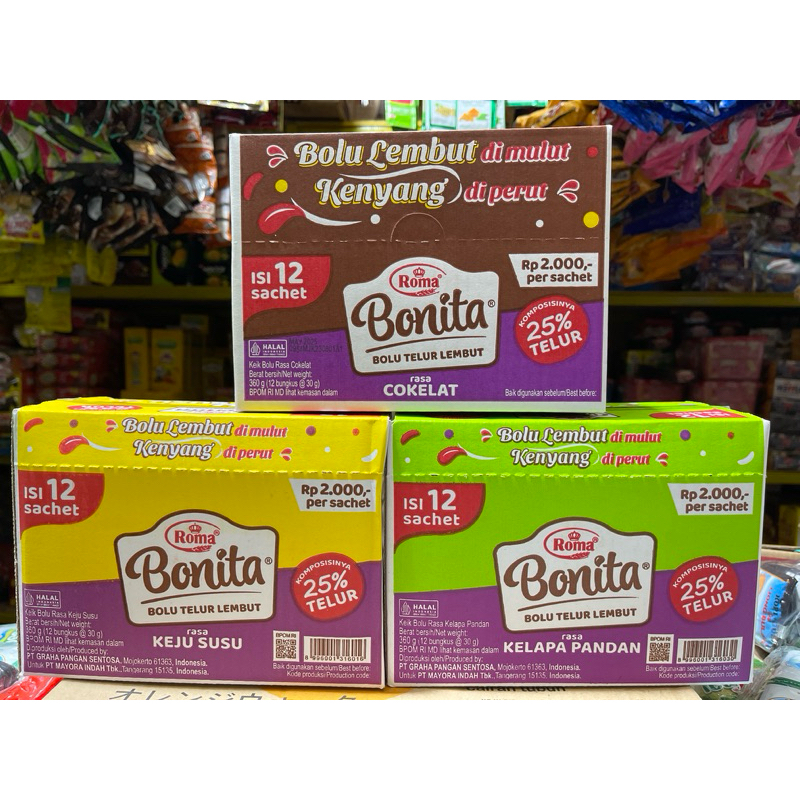 Bolu Lembut di mulut
Kenyang di perut
ISI 12
sachet
Rp 2.000,-
per sachet
Roma®
Bonita®
BOLU TELUR LEMBUT
KOMPOSISINYA
25%
TELUR
HALAL
INDONESIA
Keik Bolu Rasa Cokelat
Berat bersih/Net weight:
360 g (12 bungkus @ 30 g)
BPOM RI MD lihat kemasan dalam
rasa
COKELAT
Baik digunakan sebelum/Best before:
Bolu Lembut di mulut
Kenyang di perut
ISI 12
sachet
Rp 2.000,-
per sachet
Roma®
Bonita®
BOLU TELUR LEMBUT
KOMPOSISINYA
25%
TELUR
HALAL
INDONESIA
Keik Bolu Rasa Keju Susu
Berat bersih/Net weight:
360 g (12 bungkus @ 30 g)
BPOM RI MD lihat kemasan dalam
Diproduksi oleh/Produced by:
PT GRAHA PANGAN SENTOSA, Mojokerto 61363, Indonesia.
Untuk PT MAYORA INDAH Tbk., Tangerang 15135, Indonesia.
rasa
KEJU SUSU
BPOM RI
8 996001 316016
Baik digunakan sebelum/Best before:
Kode produksi/Production code:
Bolu Lembut di mulut
Kenyang di perut
ISI 12
sachet
Rp 2.000,-
per sachet
Roma®
Bonita®
BOLU TELUR LEMBUT
KOMPOSISINYA
25%
TELUR
HALAL
INDONESIA
Keik Bolu Rasa Kelapa Pandan
Berat bersih/Net weight:
360 g (12 bungkus @ 30 g)
BPOM RI MD lihat kemasan dalam
Diproduksi oleh/Produced by:
PT GRAHA PANGAN SENTOSA, Mojokerto 61363, Indonesia.
Untuk PT MAYORA INDAH Tbk., Tangerang 15135, Indonesia.
rasa
KELAPA PANDAN
BPOM RI
Baik digunakan sebelum/Best before:
Kode produksi/Production code: